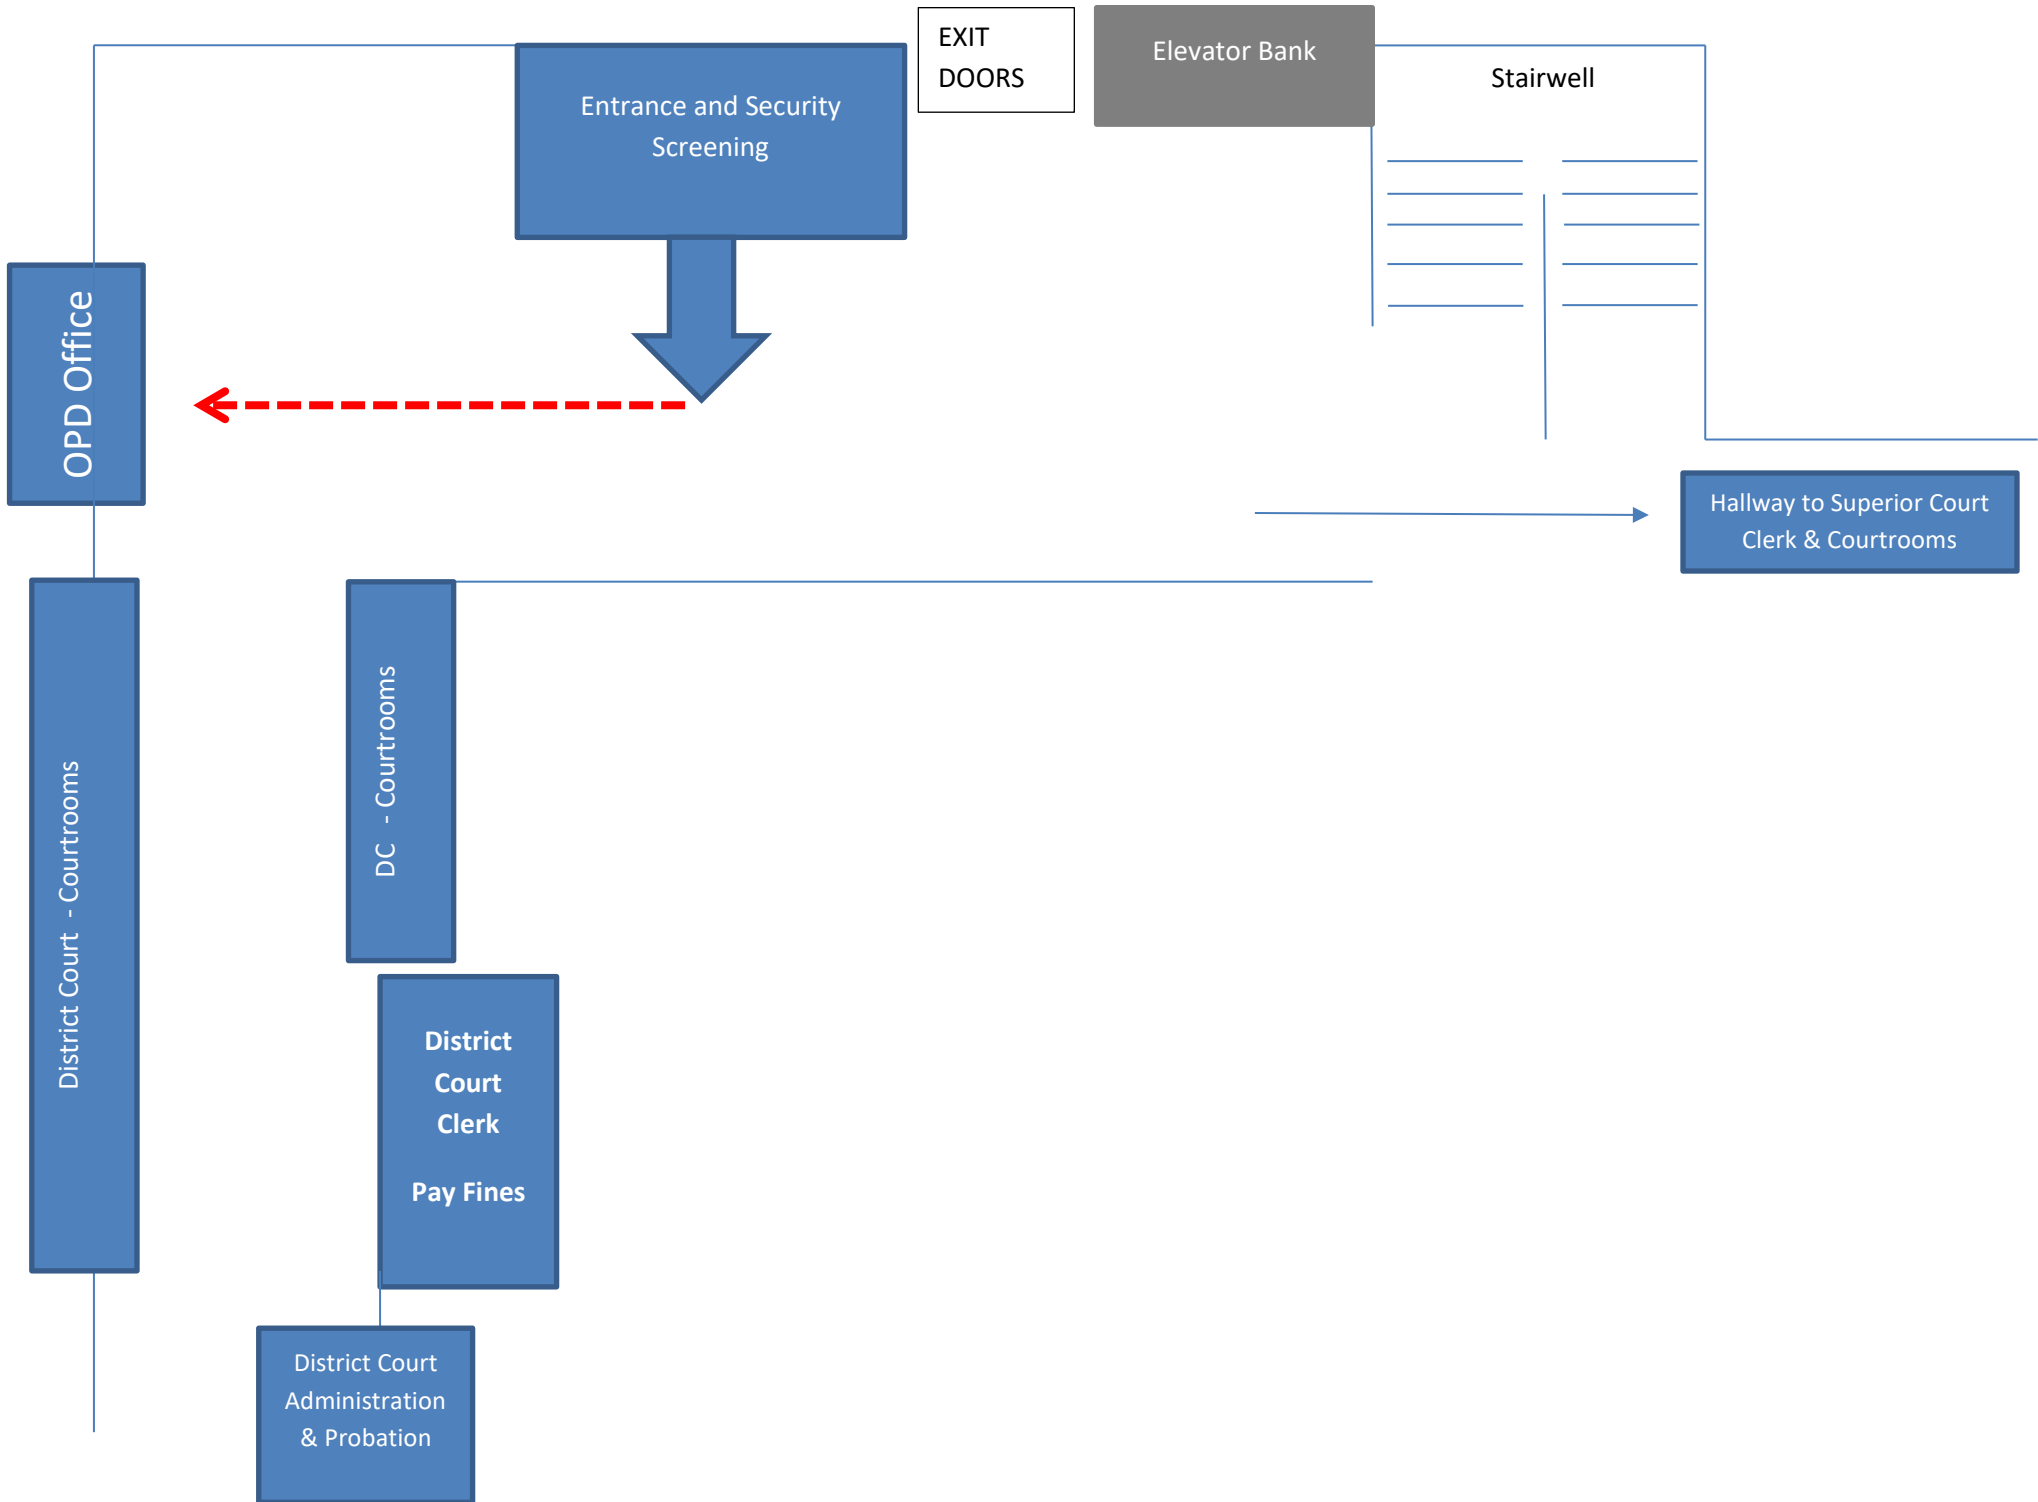 EXIT
DOORS
Elevator Bank
Stairwell
Entrance and Security
Screening
OPD Office
Hallway to Superior Court
Clerk & Courtrooms
District Court - Courtrooms
DC - Courtrooms
District
Court
Clerk
Pay Fines
District Court
Administration
& Probation